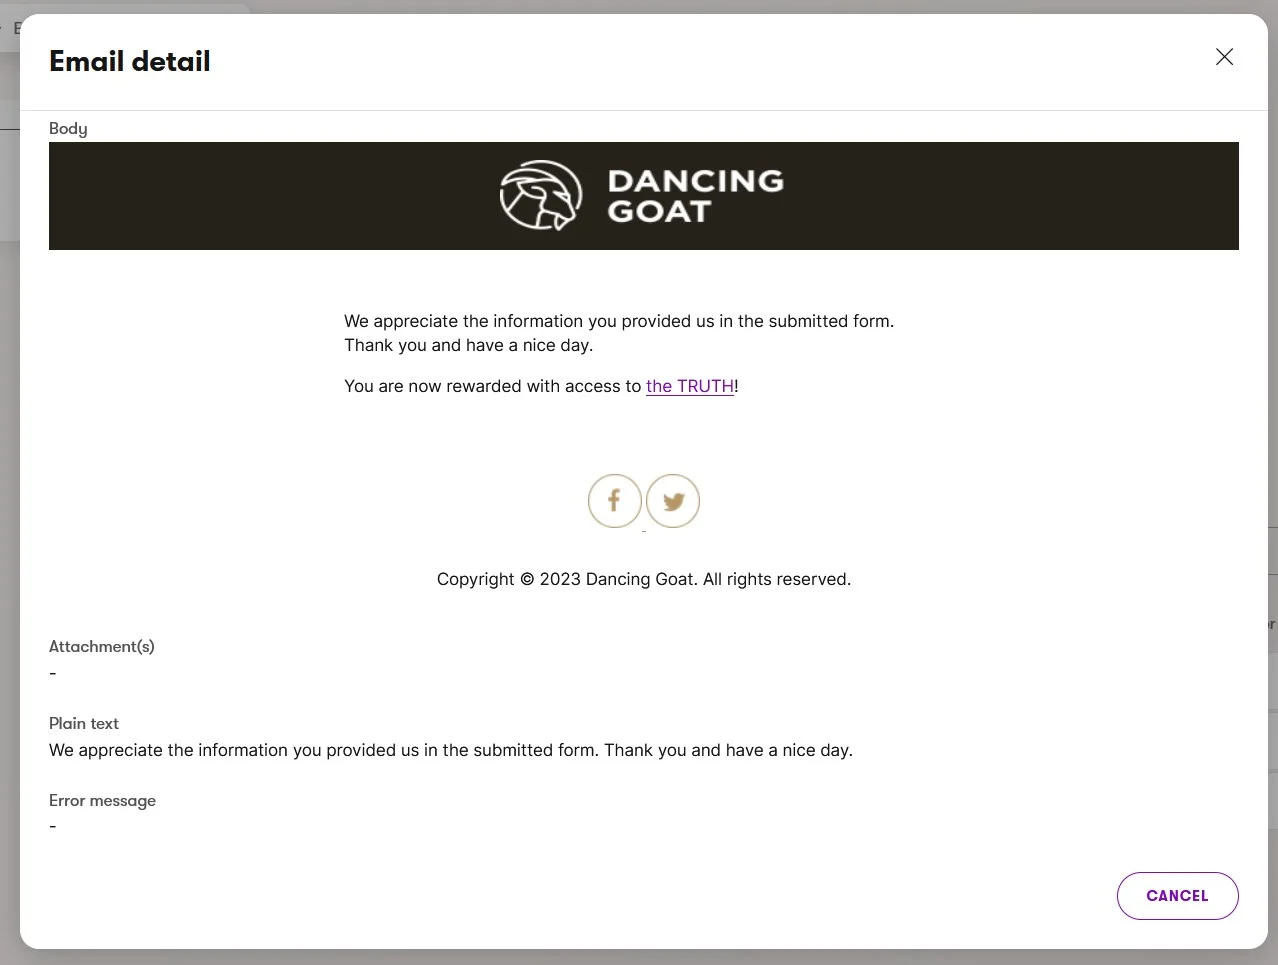 Email detail
Body
DANCING
GOAT
We appreciate the information you provided us in the submitted form.
Thank you and have a nice day.
You are now rewarded with access to the TRUTH!
Copyright © 2023 Dancing Goat. All rights reserved.
Attachment(s)
-
Plain text
We appreciate the information you provided us in the submitted form. Thank you and have a nice day.
Error message
-
CANCEL